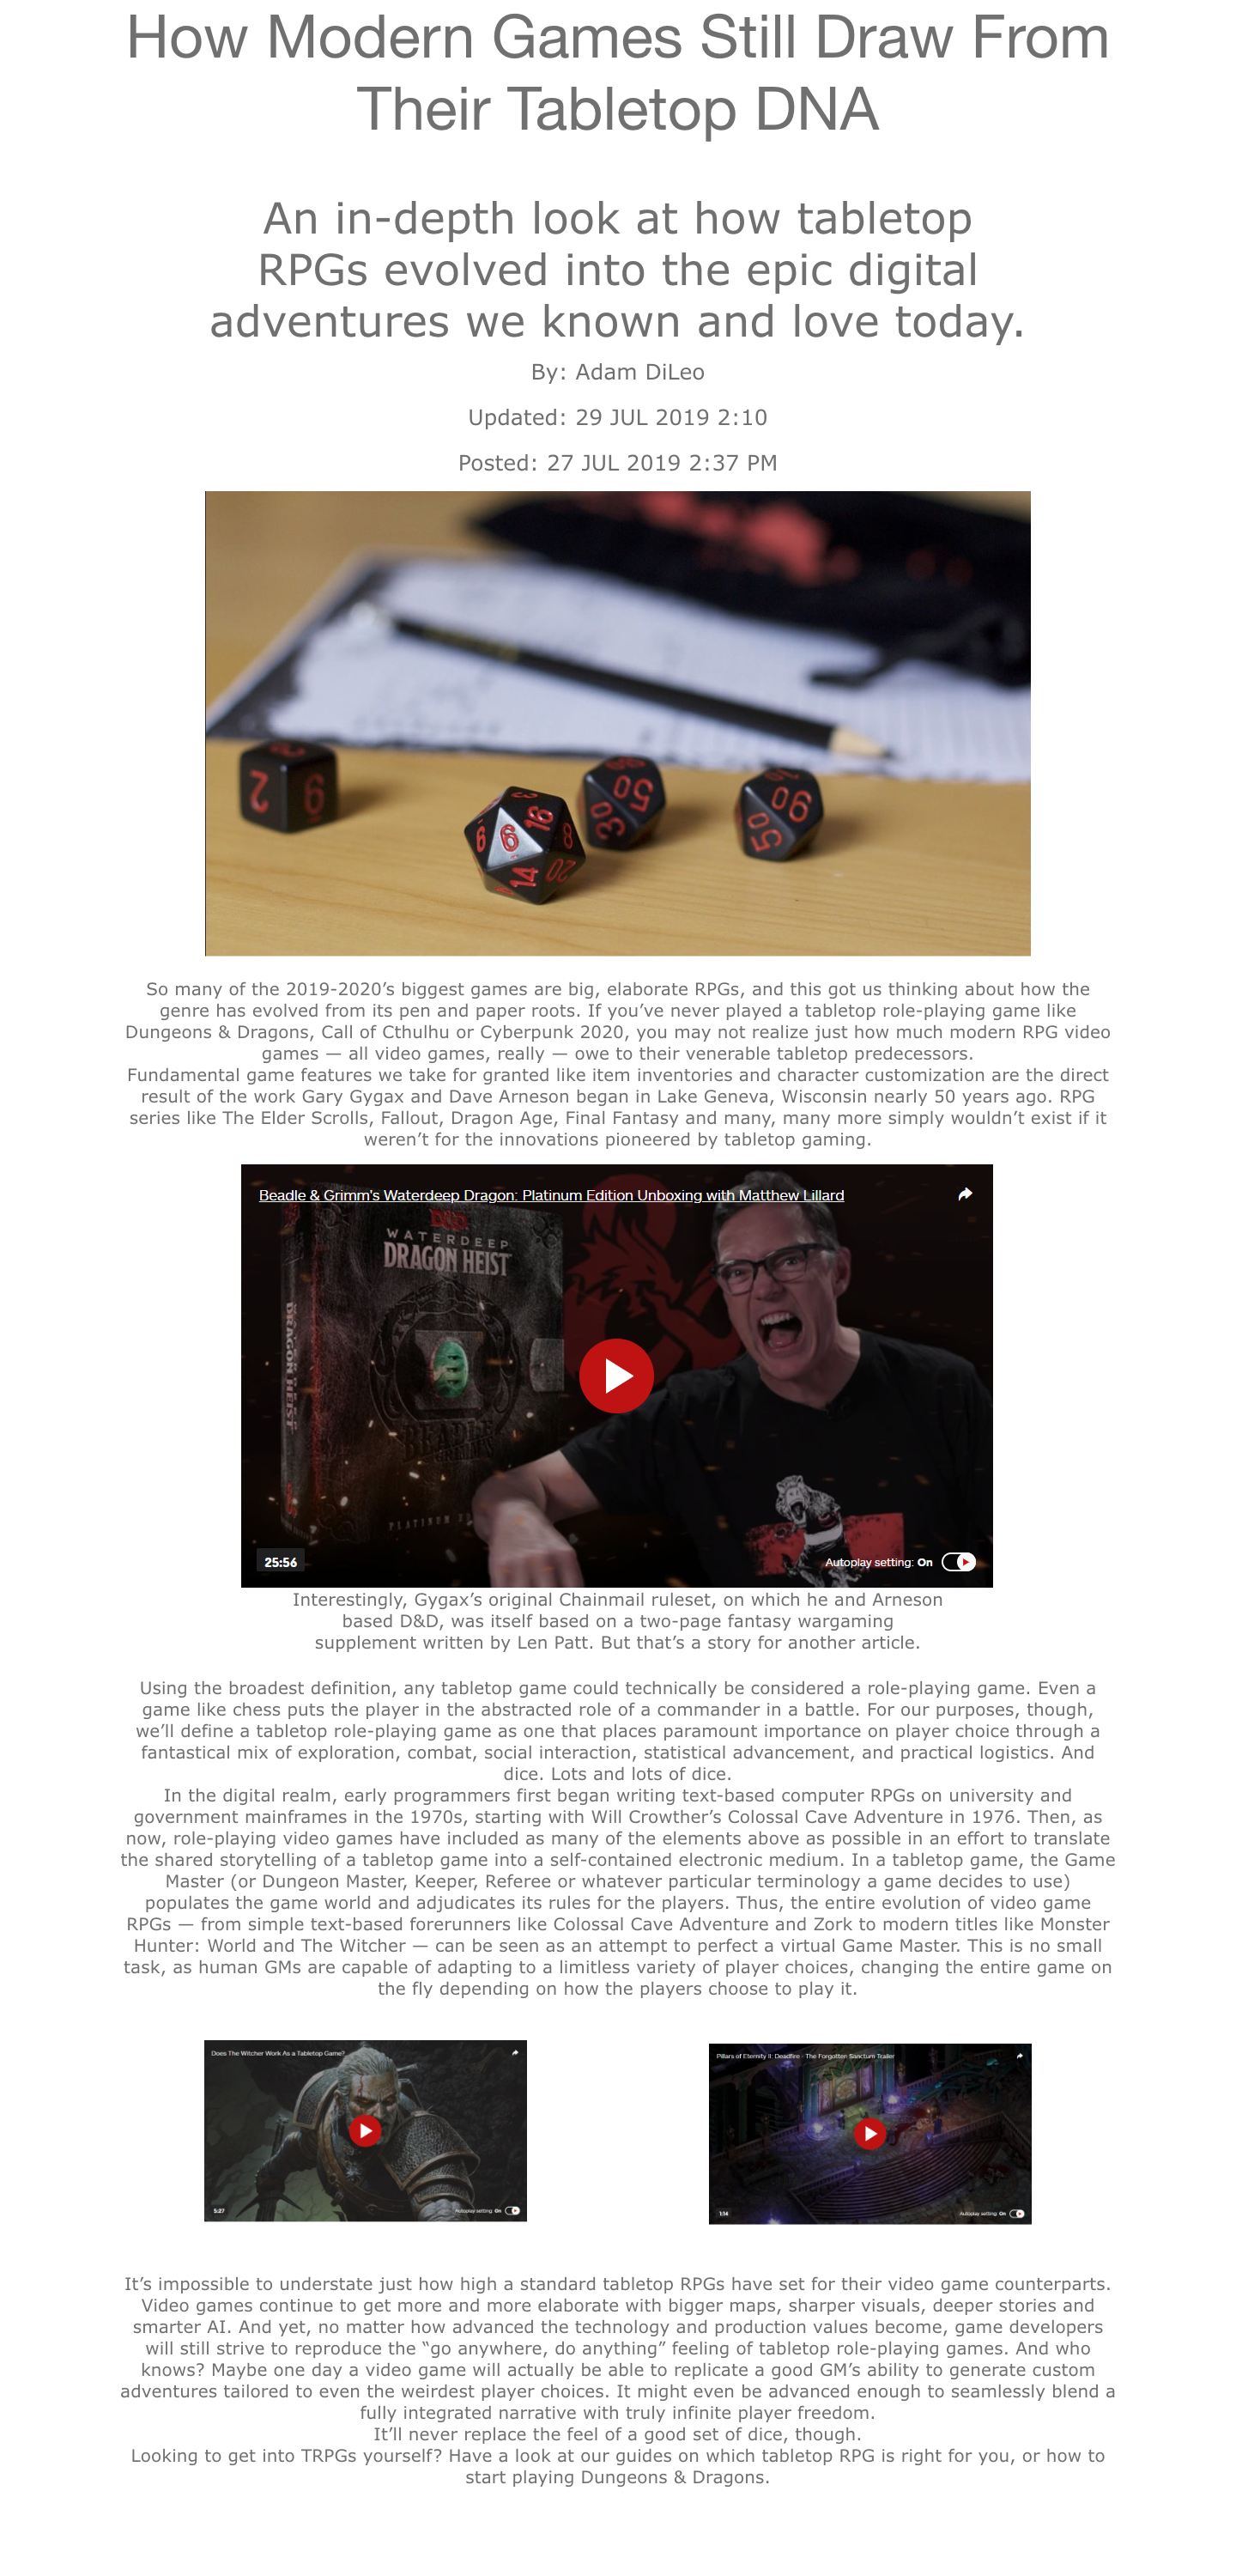 How Modern Games Still Draw From
Their Tabletop DNA
An in-depth look at how tabletop
RPGs evolved into the epic digital
adventures we known and love today.
By: Adam DiLeo
Updated: 29 JUL 2019 2:10
Posted: 27 JUL 2019 2:37 PM
2 9
6 6 16 8 14 20
30 50
50 90
So many of the 2019-2020’s biggest games are big, elaborate RPGs, and this got us thinking about how the
genre has evolved from its pen and paper roots. If you’ve never played a tabletop role-playing game like
Dungeons & Dragons, Call of Cthulhu or Cyberpunk 2020, you may not realize just how much modern RPG video
games — all video games, really — owe to their venerable tabletop predecessors.
Fundamental game features we take for granted like item inventories and character customization are the direct
result of the work Gary Gygax and Dave Arneson began in Lake Geneva, Wisconsin nearly 50 years ago. RPG
series like The Elder Scrolls, Fallout, Dragon Age, Final Fantasy and many, many more simply wouldn’t exist if it
weren’t for the innovations pioneered by tabletop gaming.
Beadle & Grimm's Waterdeep Dragon: Platinum Edition Unboxing with Matthew Lillard
WATERDEEP
DRAGON HEIST
DRAGON HEIST
25:56
Autoplay setting: On
Interestingly, Gygax’s original Chainmail ruleset, on which he and Arneson
based D&D, was itself based on a two-page fantasy wargaming
supplement written by Len Patt. But that’s a story for another article.
Using the broadest definition, any tabletop game could technically be considered a role-playing game. Even a
game like chess puts the player in the abstracted role of a commander in a battle. For our purposes, though,
we’ll define a tabletop role-playing game as one that places paramount importance on player choice through a
fantastical mix of exploration, combat, social interaction, statistical advancement, and practical logistics. And
dice. Lots and lots of dice.
In the digital realm, early programmers first began writing text-based computer RPGs on university and
government mainframes in the 1970s, starting with Will Crowther’s Colossal Cave Adventure in 1976. Then, as
now, role-playing video games have included as many of the elements above as possible in an effort to translate
the shared storytelling of a tabletop game into a self-contained electronic medium. In a tabletop game, the Game
Master (or Dungeon Master, Keeper, Referee or whatever particular terminology a game decides to use)
populates the game world and adjudicates its rules for the players. Thus, the entire evolution of video game
RPGs — from simple text-based forerunners like Colossal Cave Adventure and Zork to modern titles like Monster
Hunter: World and The Witcher — can be seen as an attempt to perfect a virtual Game Master. This is no small
task, as human GMs are capable of adapting to a limitless variety of player choices, changing the entire game on
the fly depending on how the players choose to play it.
Does The Witcher Work As a Tabletop Game?
5:27
Autoplay setting: On
Pillars of Eternity II: Deadfire - The Forgotten Sanctum Trailer
1:14
Autoplay setting: On
It’s impossible to understate just how high a standard tabletop RPGs have set for their video game counterparts.
Video games continue to get more and more elaborate with bigger maps, sharper visuals, deeper stories and
smarter AI. And yet, no matter how advanced the technology and production values become, game developers
will still strive to reproduce the “go anywhere, do anything” feeling of tabletop role-playing games. And who
knows? Maybe one day a video game will actually be able to replicate a good GM’s ability to generate custom
adventures tailored to even the weirdest player choices. It might even be advanced enough to seamlessly blend a
fully integrated narrative with truly infinite player freedom.
It’ll never replace the feel of a good set of dice, though.
Looking to get into TRPGs yourself? Have a look at our guides on which tabletop RPG is right for you, or how to
start playing Dungeons & Dragons.